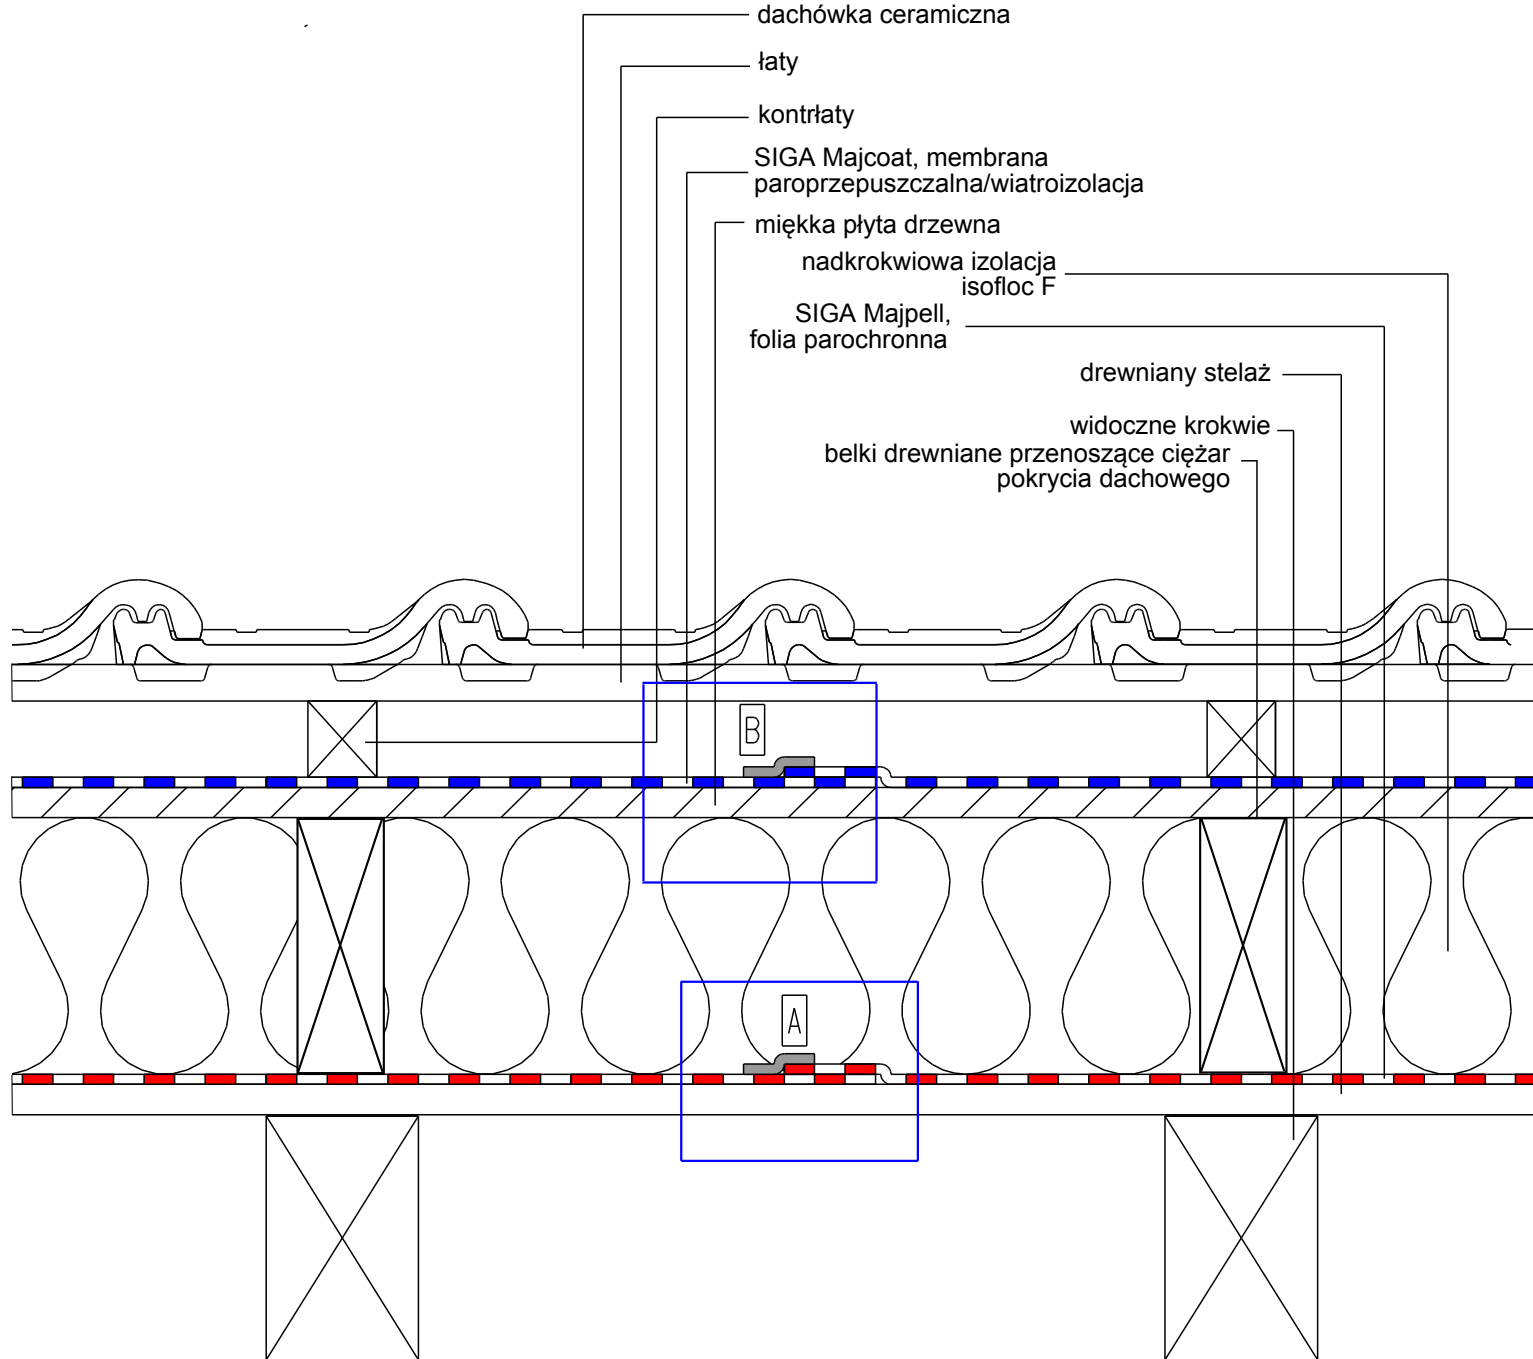 dachówka ceramiczna
łaty
kontrłaty
SIGA Majcoat, membrana
paroprzepuszczalna/wiatroizolacja
miękka płyta drzewna
nadkrokwiowa izolacja
isofloc F
SIGA Majpell,
folia parochronna
drewniany stelaż
widoczne krokwie
belki drewniane przenoszące ciężar
pokrycia dachowego
B
A